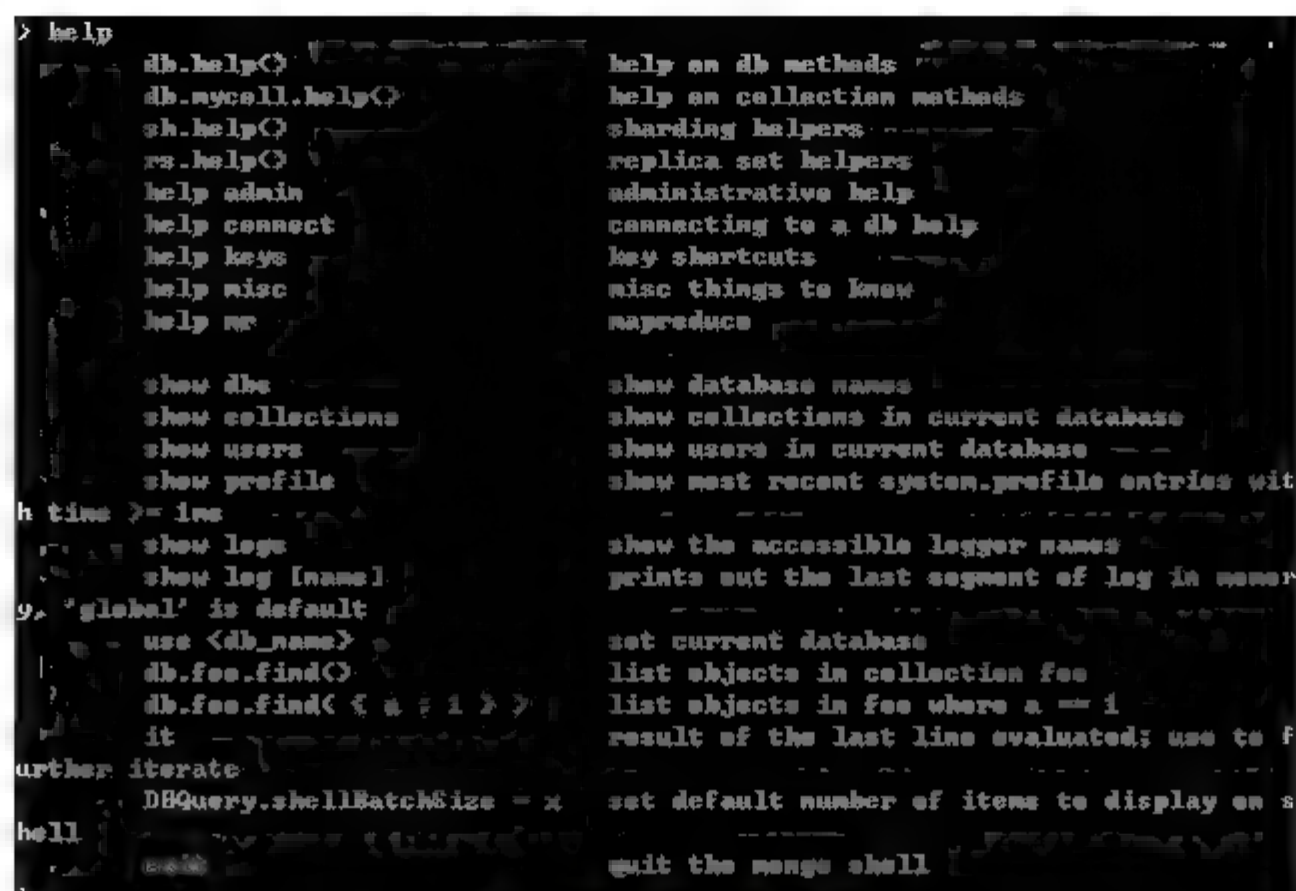 > help
db.help() help on db methods
db.mycoll.help() help on collection methods
sh.help() sharding helpers
rs.help() replica set helpers
help admin administrative help
help connect connecting to a db help
help keys key shortcuts
help misc misc things to know
help mr mapreduce
show dbs show database names
show collections show collections in current database
show users show users in current database
show profile show most recent system.profile entries wit
h time >= 1ms
show logs show the accessible logger names
show log [name] prints out the last segment of log in memor
y, 'global' is default
use <db_name> set current database
db.foo.find() list objects in collection foo
db.foo.find( { a : 1 } ) list objects in foo where a == 1
it result of the last line evaluated; use to f
urther iterate
DBQuery.shellBatchSize = x set default number of items to display on s
hell
quit the mongo shell